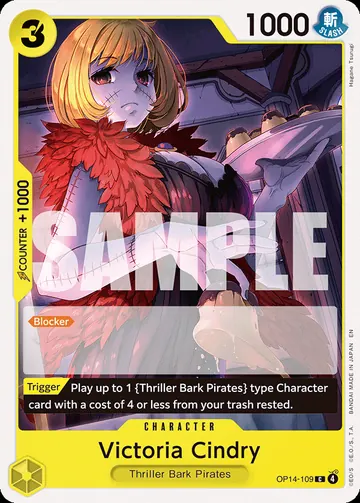 3
1000
斬
SLASH
Hagane Tsurugi
COUNTER +1000
SAMPLE
Blocker
Trigger Play up to 1 {Thriller Bark Pirates} type Character
card with a cost of 4 or less from your trash rested.
CHARACTER
Victoria Cindry
Thriller Bark Pirates
OP14-109 C 4
©E.O./S. ©E.O./S., T.A. BANDAI MADE IN JAPAN EN